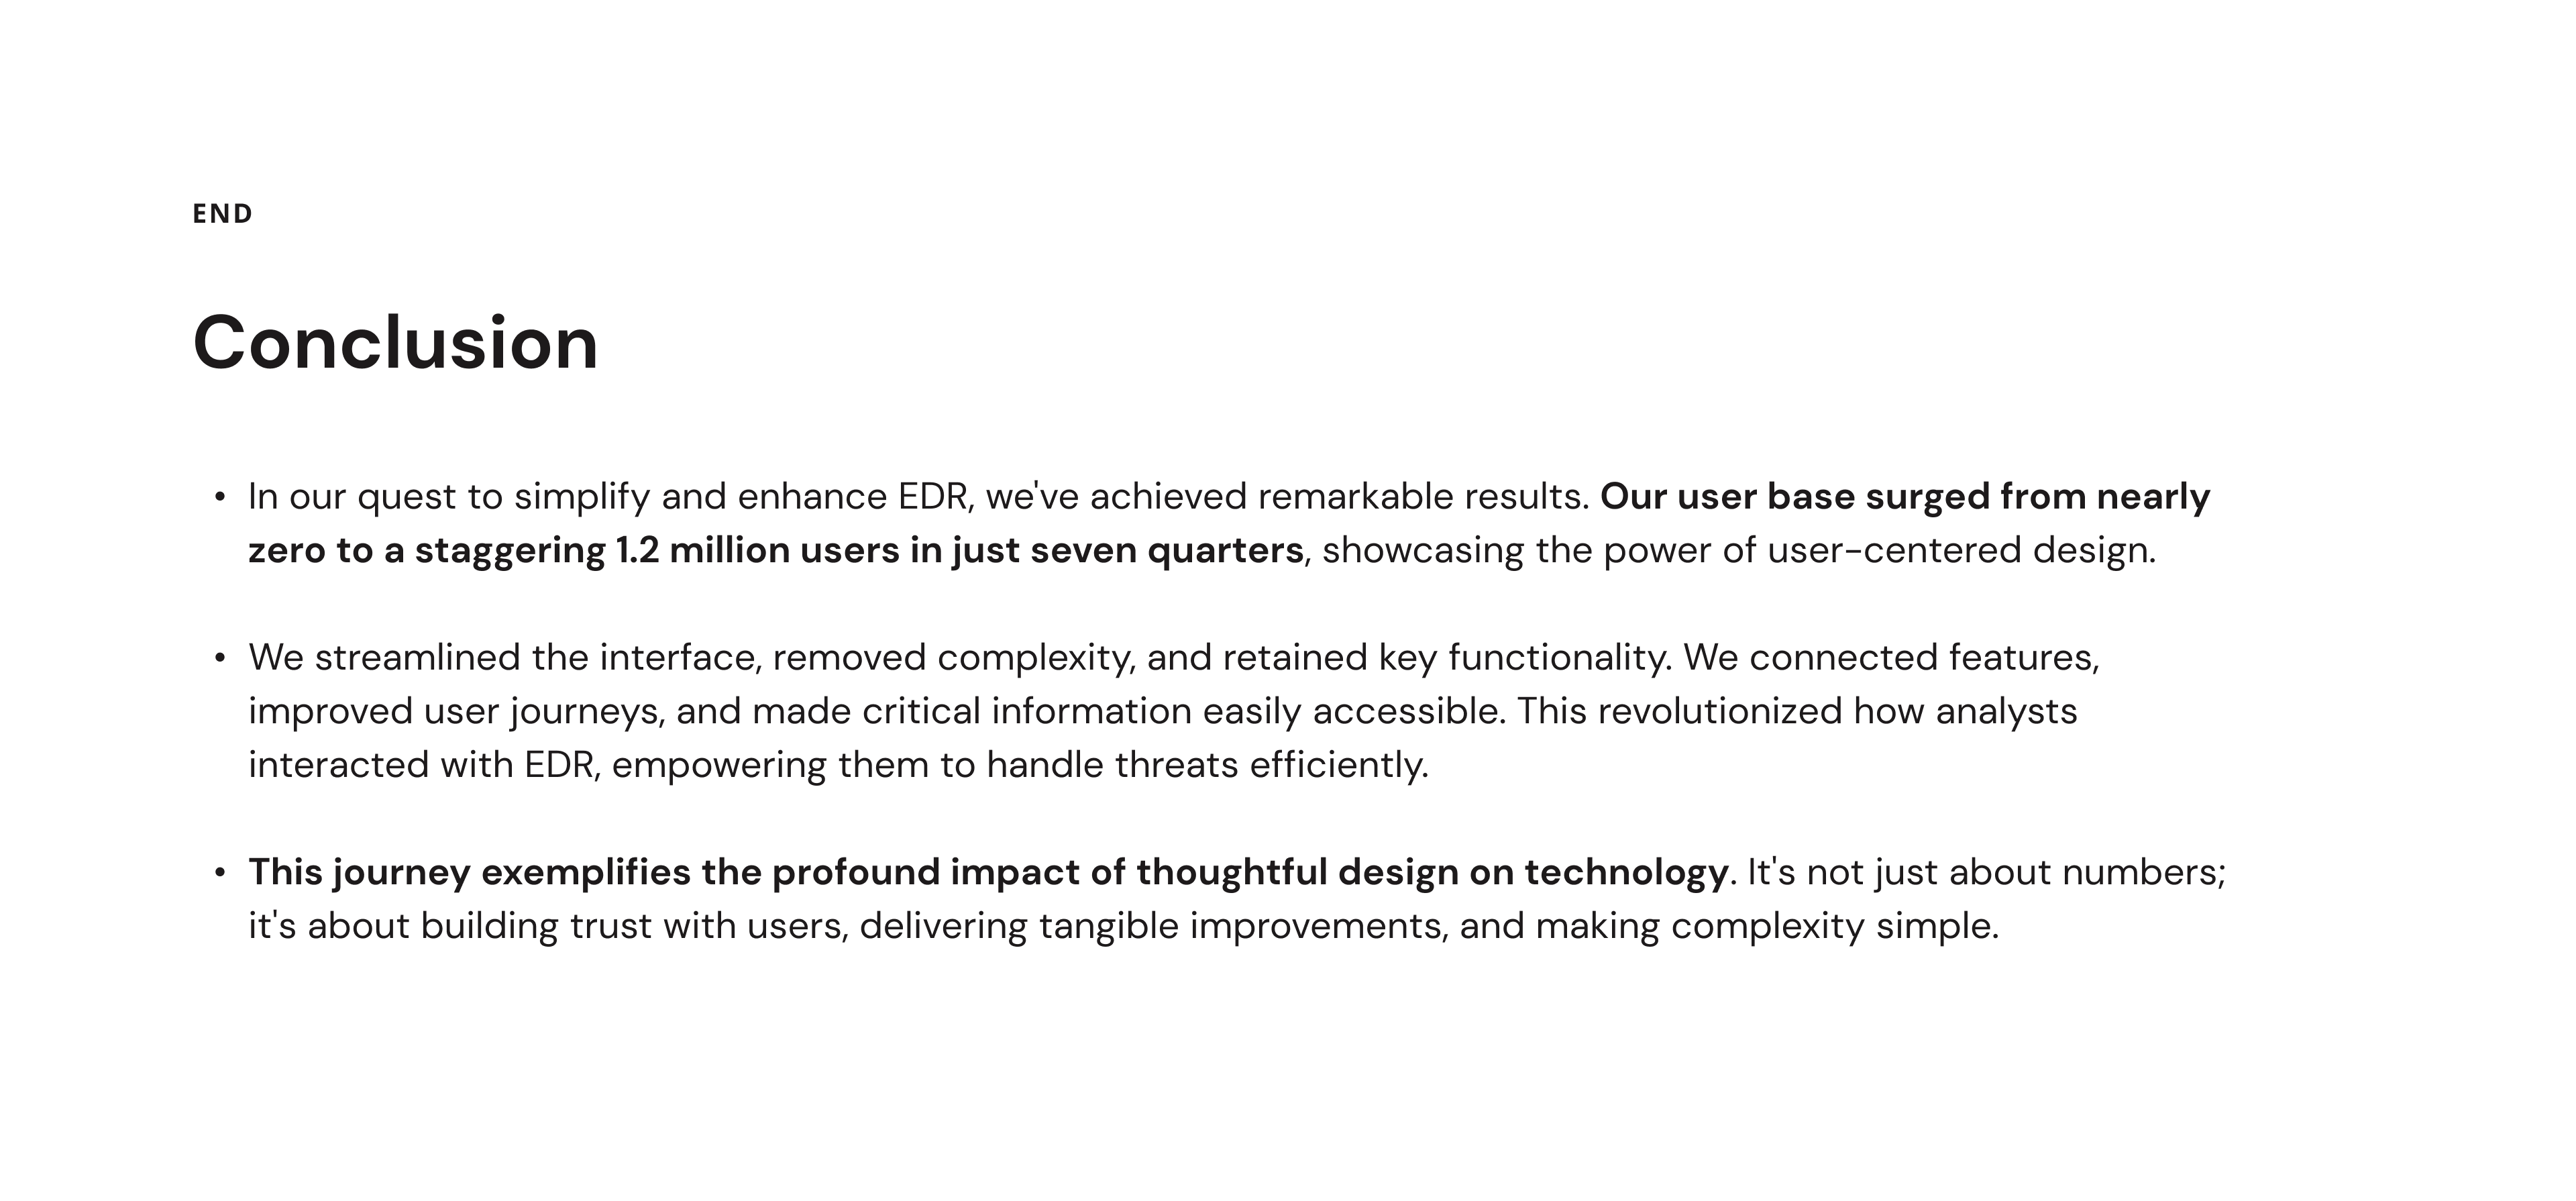 END
Conclusion
• In our quest to simplify and enhance EDR, we've achieved remarkable results. Our user base surged from nearly
zero to a staggering 1.2 million users in just seven quarters, showcasing the power of user-centered design.
• We streamlined the interface, removed complexity, and retained key functionality. We connected features,
improved user journeys, and made critical information easily accessible. This revolutionized how analysts
interacted with EDR, empowering them to handle threats efficiently.
• This journey exemplifies the profound impact of thoughtful design on technology. It's not just about numbers;
it's about building trust with users, delivering tangible improvements, and making complexity simple.